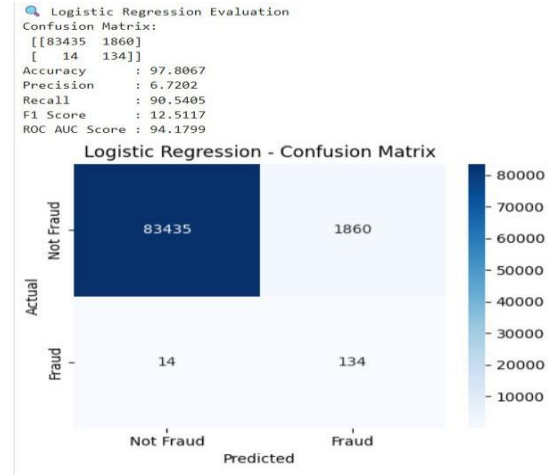 🔍 Logistic Regression Evaluation
Confusion Matrix:
[[83435 1860]
[ 14 134]]
Accuracy : 97.8067
Precision : 6.7202
Recall : 90.5405
F1 Score : 12.5117
ROC AUC Score : 94.1799
Logistic Regression - Confusion Matrix
80000
70000
60000
50000
40000
30000
20000
10000
Actual
Not Fraud
83435 1860
Fraud
14 134
Not Fraud Fraud
Predicted